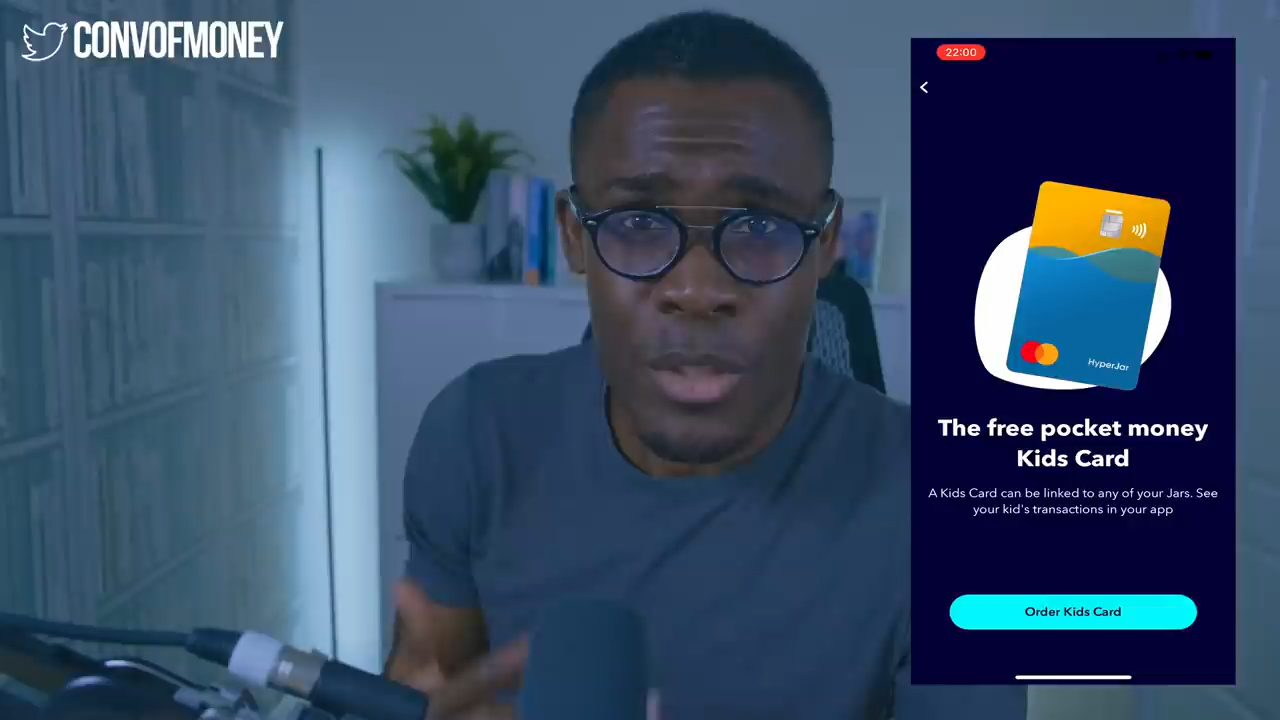 CONVOFMONEY
22:00
HyperJar
The free pocket money
Kids Card
A Kids Card can be linked to any of your Jars. See
your kid's transactions in your app
Order Kids Card